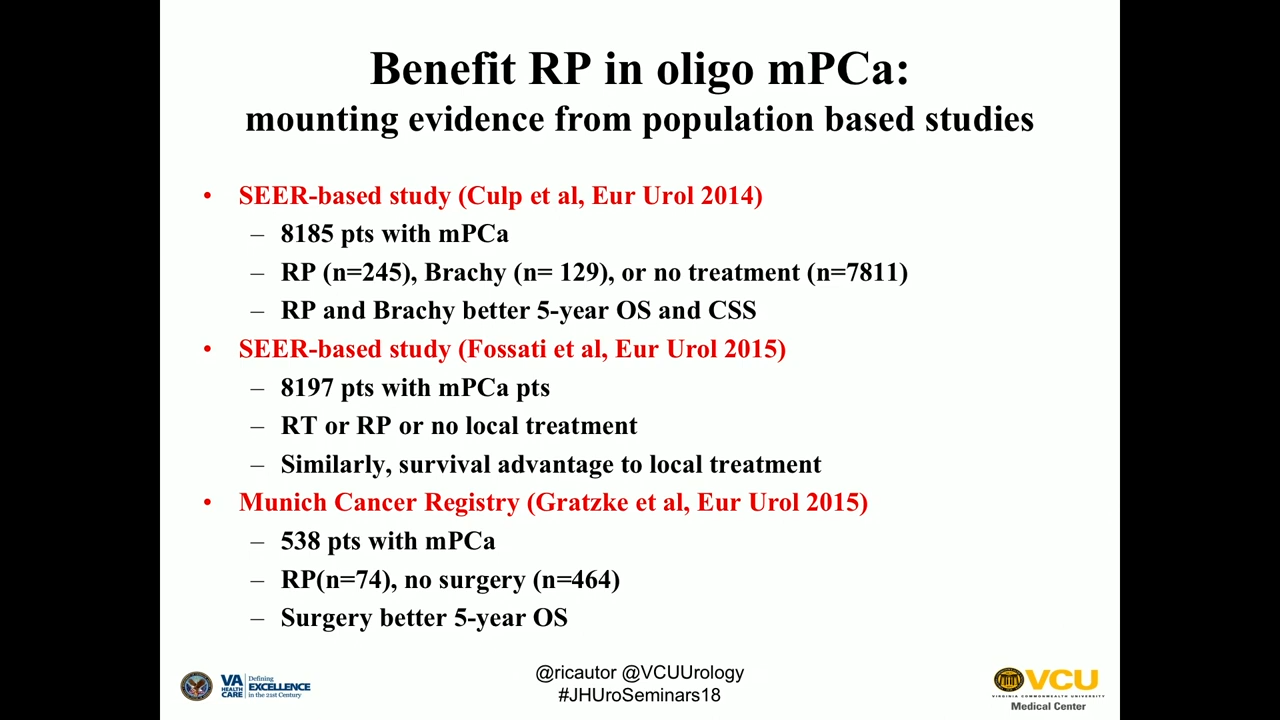 Benefit RP in oligo mPCa:
mounting evidence from population based studies
• SEER-based study (Culp et al, Eur Urol 2014)
– 8185 pts with mPCa
– RP (n=245), Brachy (n= 129), or no treatment (n=7811)
– RP and Brachy better 5-year OS and CSS
• SEER-based study (Fossati et al, Eur Urol 2015)
– 8197 pts with mPCa pts
– RT or RP or no local treatment
– Similarly, survival advantage to local treatment
• Munich Cancer Registry (Gratzke et al, Eur Urol 2015)
– 538 pts with mPCa
– RP(n=74), no surgery (n=464)
– Surgery better 5-year OS
VA
HEALTH
CARE
Defining
EXCELLENCE
in the 21st Century
@ricautor @VCUUrology
#JHUroSeminars18
VCU
VIRGINIA COMMONWEALTH UNIVERSITY
Medical Center